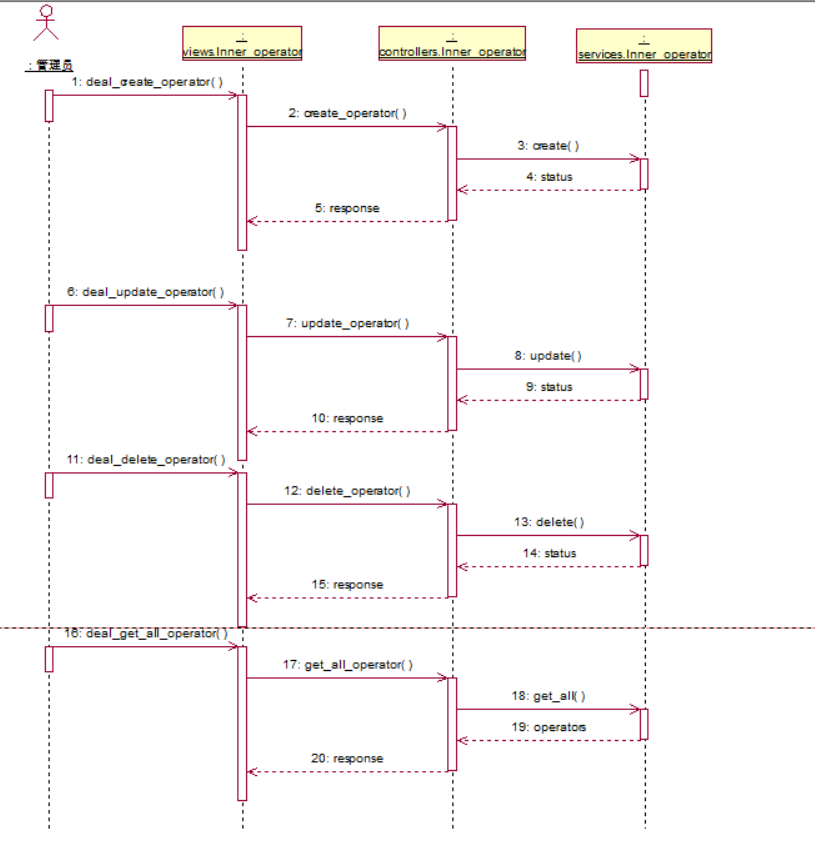 :
views.Inner_operator
:
controllers.Inner_operator
:
services.Inner_operator
: 管理员
1: deal_create_operator( )
2: create_operator( )
3: create( )
4: status
5: response
6: deal_update_operator( )
7: update_operator( )
8: update( )
9: status
10: response
11: deal_delete_operator( )
12: delete_operator( )
13: delete( )
14: status
15: response
16: deal_get_all_operator( )
17: get_all_operator( )
18: get_all( )
19: operators
20: response